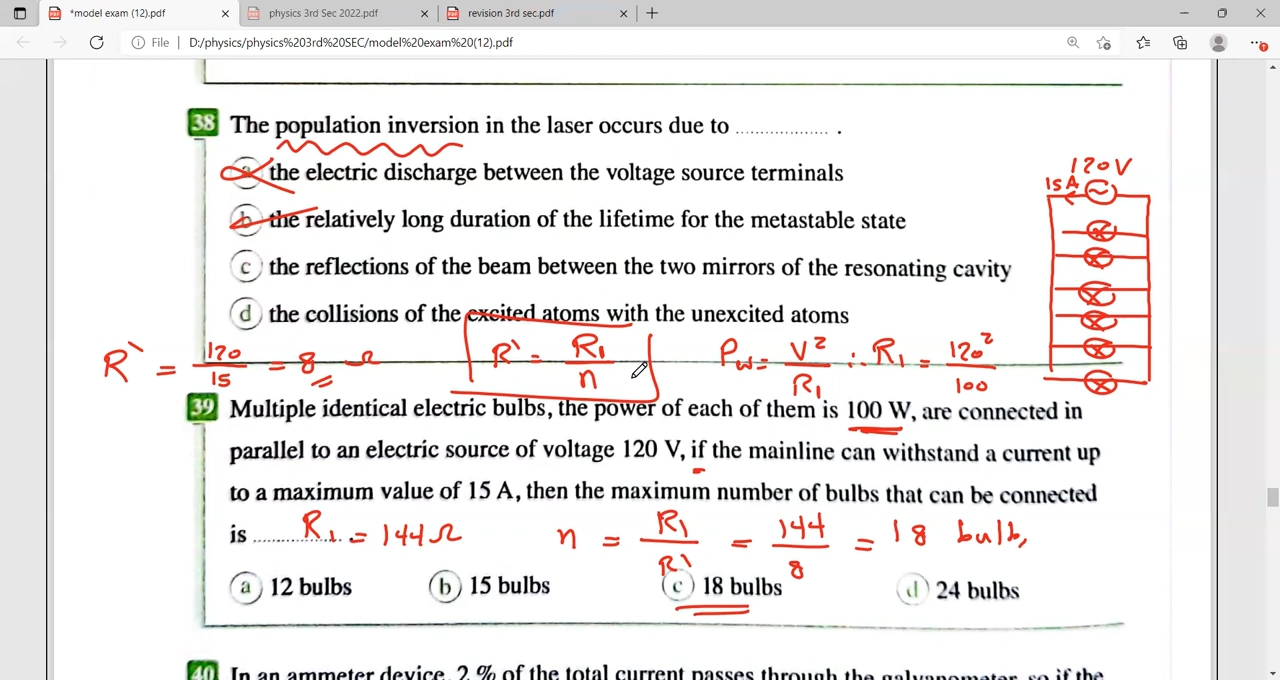 *model exam (12).pdf
physics 3rd Sec 2022.pdf
revision 3rd sec.pdf
File D:/physics/physics%203rd%20SEC/model%20exam%20(12).pdf
38 The population inversion in the laser occurs due to .................. .
a the electric discharge between the voltage source terminals
b the relatively long duration of the lifetime for the metastable state
c the reflections of the beam between the two mirrors of the resonating cavity
d the collisions of the excited atoms with the unexcited atoms
120V
15A
R` = 120/15 = 8 Ω
R` = R1/n
Pw = V²/R1 ∴ R1 = 120²/100
39 Multiple identical electric bulbs, the power of each of them is 100 W, are connected in
parallel to an electric source of voltage 120 V, if the mainline can withstand a current up
to a maximum value of 15 A, then the maximum number of bulbs that can be connected
is ..................
R1 = 144Ω n = R1/R` = 144/8 = 18 bulb,
a 12 bulbs b 15 bulbs c 18 bulbs d 24 bulbs
40 In an ammeter device, 2 % of the total current passes through the galvanometer, so if the